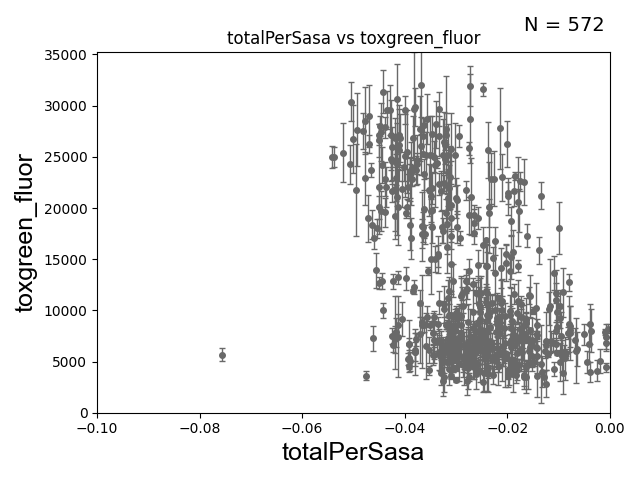 N = 572
totalPerSasa vs toxgreen_fluor
35000
30000
25000
20000
15000
10000
5000
0
toxgreen_fluor
−0.10 −0.08 −0.06 −0.04 −0.02 0.00
totalPerSasa